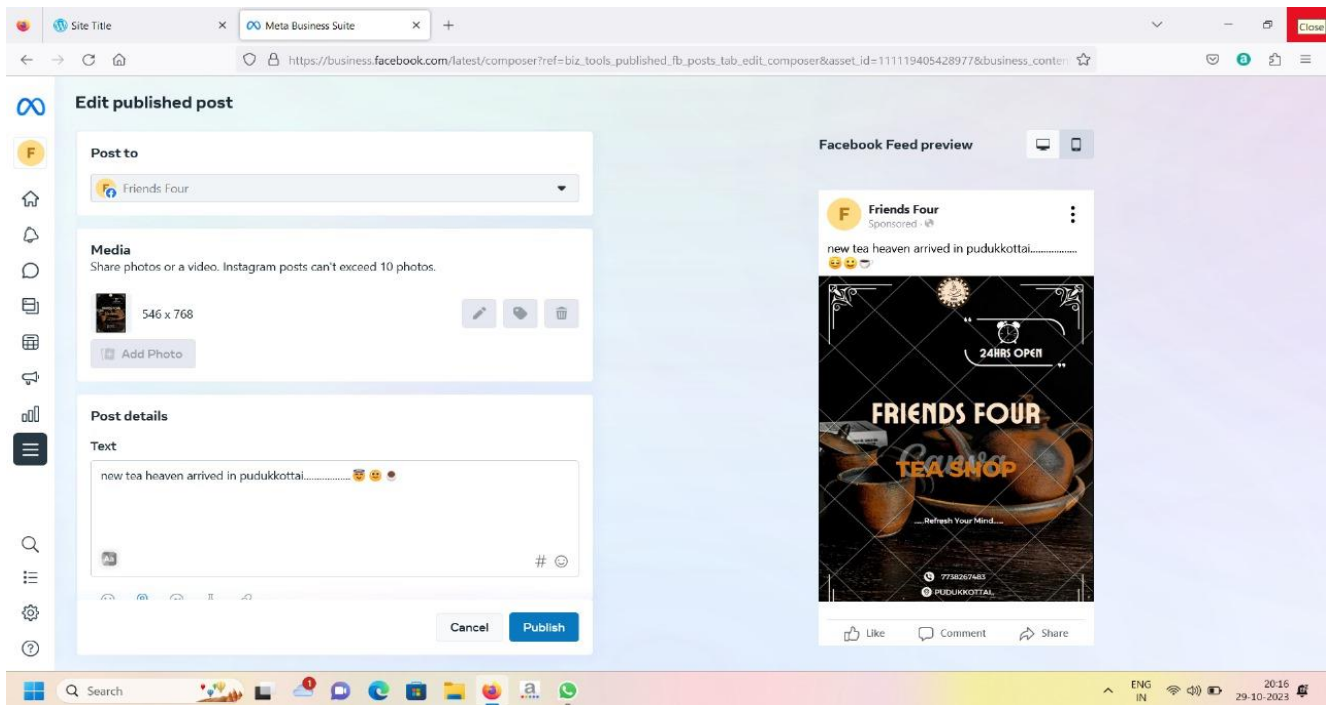 Site Title
Meta Business Suite
Close
https://business.facebook.com/latest/composer?ref=biz_tools_published_fb_posts_tab_edit_composer&asset_id=111119405428977&business_conten
Edit published post
F
Post to
Friends Four
Media
Share photos or a video. Instagram posts can't exceed 10 photos.
546 x 768
Add Photo
Post details
Text
new tea heaven arrived in pudukkottai.................. 😇 🙂 ☕
#
Cancel
Publish
Facebook Feed preview
F
Friends Four
Sponsored ·
new tea heaven arrived in pudukkottai..................
😇😀☕
24HRS OPEN
FRIENDS FOUR
Canva
TEA SHOP
.....Refresh Your Mind.....
7738267483
PUDUKKOTTAI,
Like
Comment
Share
Search
1
a
ENG
IN
20:16
29-10-2023